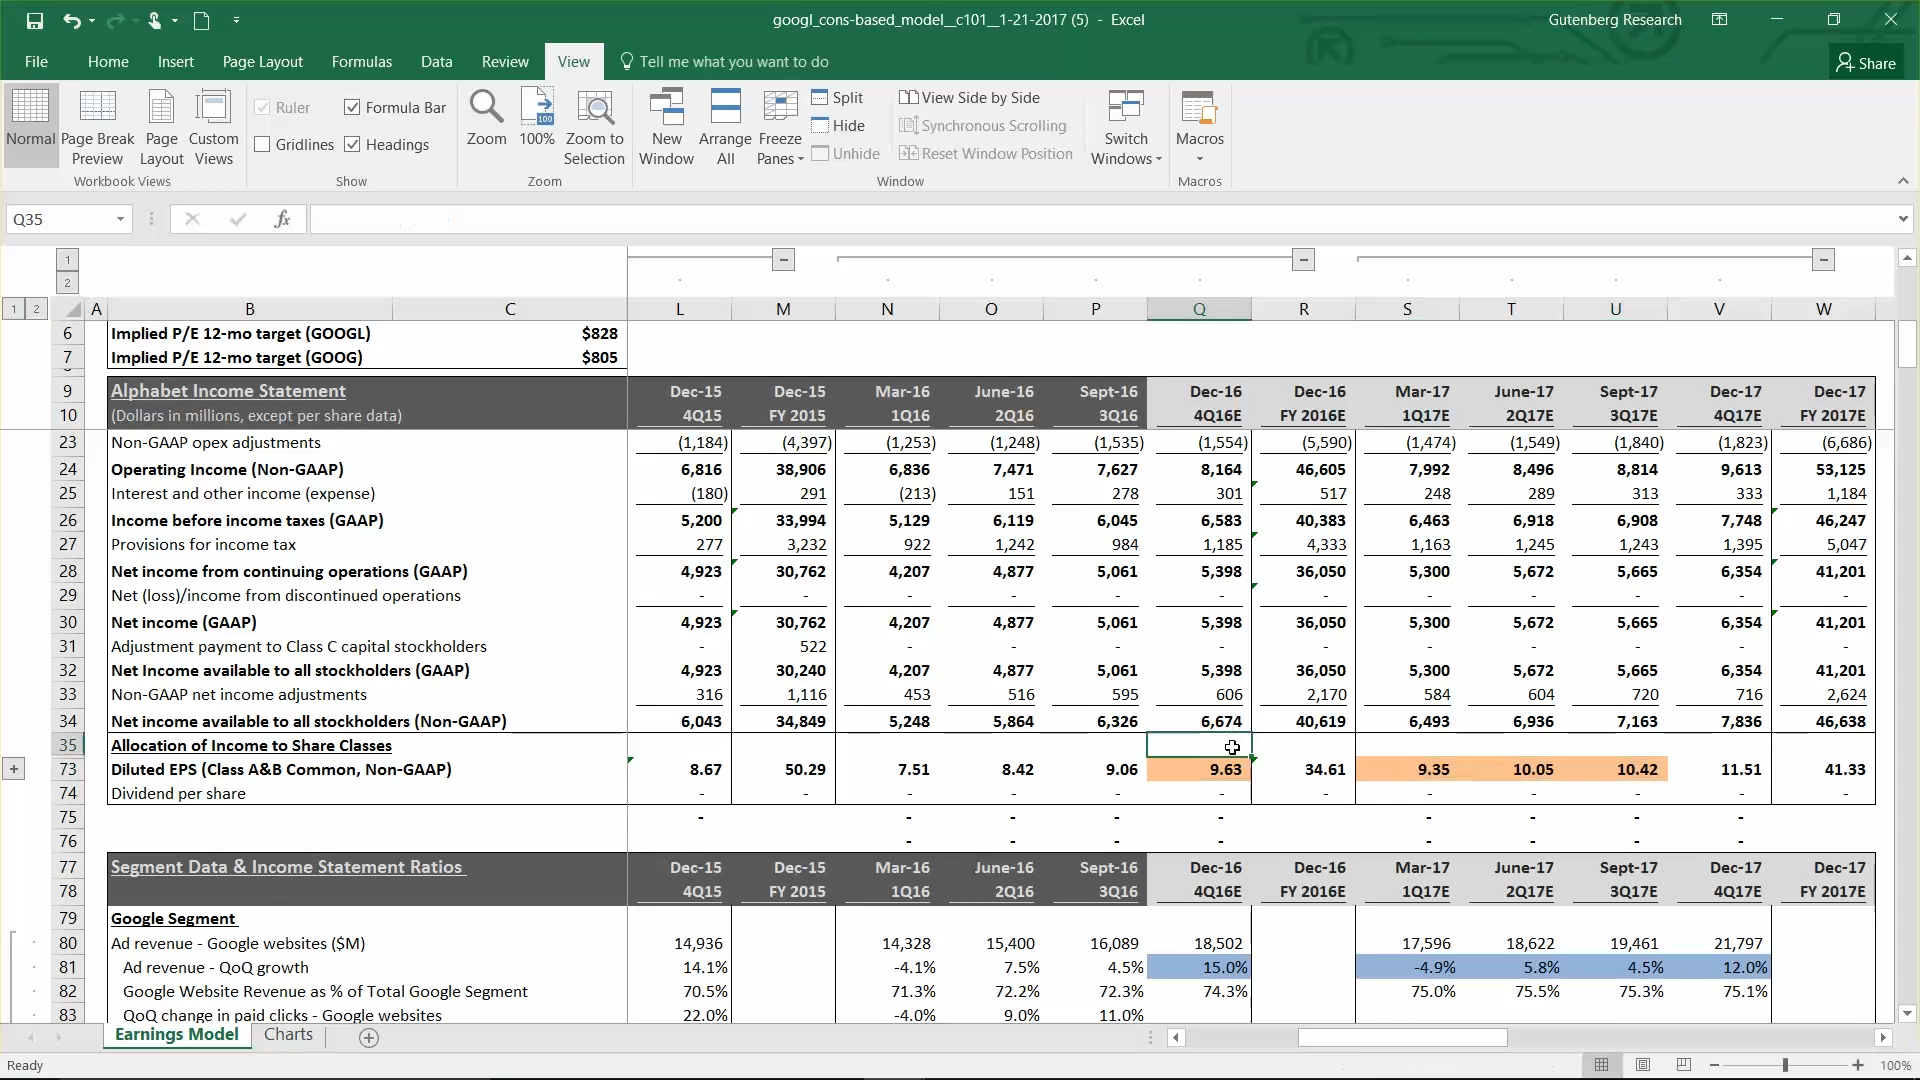 googl_cons-based_model__c101__1-21-2017 (5) - Excel
Gutenberg Research
File Home Insert Page Layout Formulas Data Review View Tell me what you want to do Share
Normal
Page Break Preview
Page Layout
Custom Views
Workbook Views
Ruler Formula Bar
Gridlines Headings
Show
Zoom
100
100%
Zoom to Selection
Zoom
New Window
Arrange All
Freeze Panes
Split
Hide
Unhide
View Side by Side
Synchronous Scrolling
Reset Window Position
Window
Switch Windows
Macros
Macros
Q35 fx
1
2
1 2 A B C L M N O P Q R S T U V W
6 Implied P/E 12-mo target (GOOGL) $828
7 Implied P/E 12-mo target (GOOG) $805
9 Alphabet Income Statement Dec-15 Dec-15 Mar-16 June-16 Sept-16 Dec-16 Dec-16 Mar-17 June-17 Sept-17 Dec-17 Dec-17
10 (Dollars in millions, except per share data) 4Q15 FY 2015 1Q16 2Q16 3Q16 4Q16E FY 2016E 1Q17E 2Q17E 3Q17E 4Q17E FY 2017E
23 Non-GAAP opex adjustments (1,184) (4,397) (1,253) (1,248) (1,535) (1,554) (5,590) (1,474) (1,549) (1,840) (1,823) (6,686)
24 Operating Income (Non-GAAP) 6,816 38,906 6,836 7,471 7,627 8,164 46,605 7,992 8,496 8,814 9,613 53,125
25 Interest and other income (expense) (180) 291 (213) 151 278 301 517 248 289 313 333 1,184
26 Income before income taxes (GAAP) 5,200 33,994 5,129 6,119 6,045 6,583 40,383 6,463 6,918 6,908 7,748 46,247
27 Provisions for income tax 277 3,232 922 1,242 984 1,185 4,333 1,163 1,245 1,243 1,395 5,047
28 Net income from continuing operations (GAAP) 4,923 30,762 4,207 4,877 5,061 5,398 36,050 5,300 5,672 5,665 6,354 41,201
29 Net (loss)/income from discontinued operations - - - - - - - - - - - -
30 Net income (GAAP) 4,923 30,762 4,207 4,877 5,061 5,398 36,050 5,300 5,672 5,665 6,354 41,201
31 Adjustment payment to Class C capital stockholders - 522 - - - - - - - - - -
32 Net Income available to all stockholders (GAAP) 4,923 30,240 4,207 4,877 5,061 5,398 36,050 5,300 5,672 5,665 6,354 41,201
33 Non-GAAP net income adjustments 316 1,116 453 516 595 606 2,170 584 604 720 716 2,624
34 Net income available to all stockholders (Non-GAAP) 6,043 34,849 5,248 5,864 6,326 6,674 40,619 6,493 6,936 7,163 7,836 46,638
35 Allocation of Income to Share Classes
73 Diluted EPS (Class A&B Common, Non-GAAP) 8.67 50.29 7.51 8.42 9.06 9.63 34.61 9.35 10.05 10.42 11.51 41.33
74 Dividend per share - - - - - - - - - - - -
75 - - - - - - - - -
76 - - - - - - - -
77 Segment Data & Income Statement Ratios Dec-15 Dec-15 Mar-16 June-16 Sept-16 Dec-16 Dec-16 Mar-17 June-17 Sept-17 Dec-17 Dec-17
78 4Q15 FY 2015 1Q16 2Q16 3Q16 4Q16E FY 2016E 1Q17E 2Q17E 3Q17E 4Q17E FY 2017E
79 Google Segment
80 Ad revenue - Google websites ($M) 14,936 14,328 15,400 16,089 18,502 17,596 18,622 19,461 21,797
81 Ad revenue - QoQ growth 14.1% -4.1% 7.5% 4.5% 15.0% -4.9% 5.8% 4.5% 12.0%
82 Google Website Revenue as % of Total Google Segment 70.5% 71.3% 72.2% 72.3% 74.3% 75.0% 75.5% 75.3% 75.1%
83 QoQ change in paid clicks - Google websites 22.0% -4.0% 9.0% 11.0%
Earnings Model Charts
Ready 100%